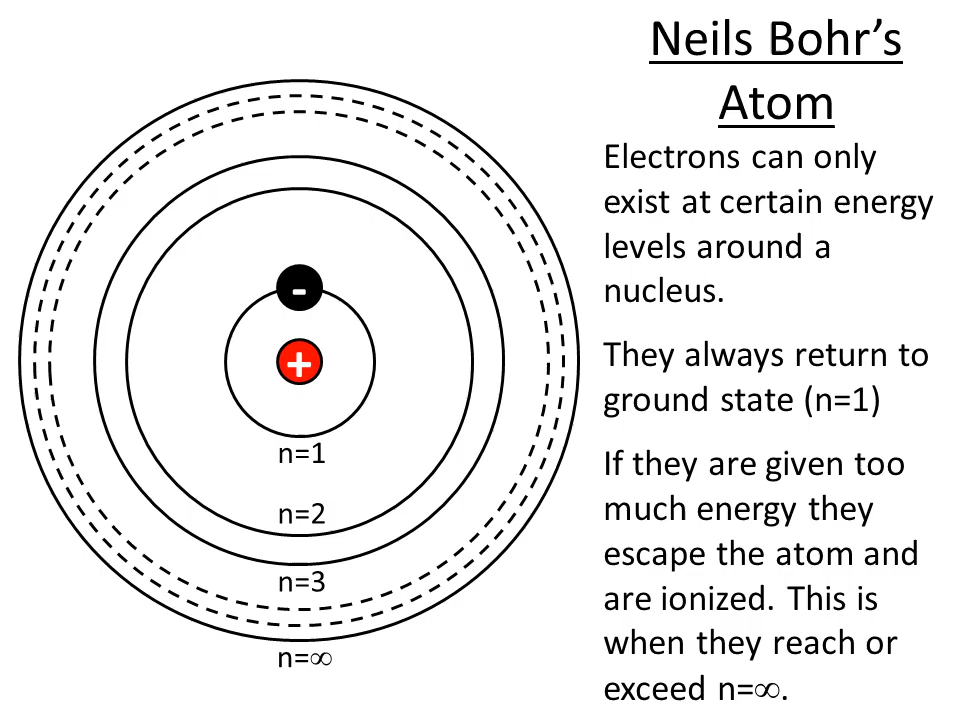 Neils Bohr’s
Atom
Electrons can only
exist at certain energy
levels around a
nucleus.
They always return to
ground state (n=1)
If they are given too
much energy they
escape the atom and
are ionized. This is
when they reach or
exceed n=∞.
-
+
n=1
n=2
n=3
n=∞